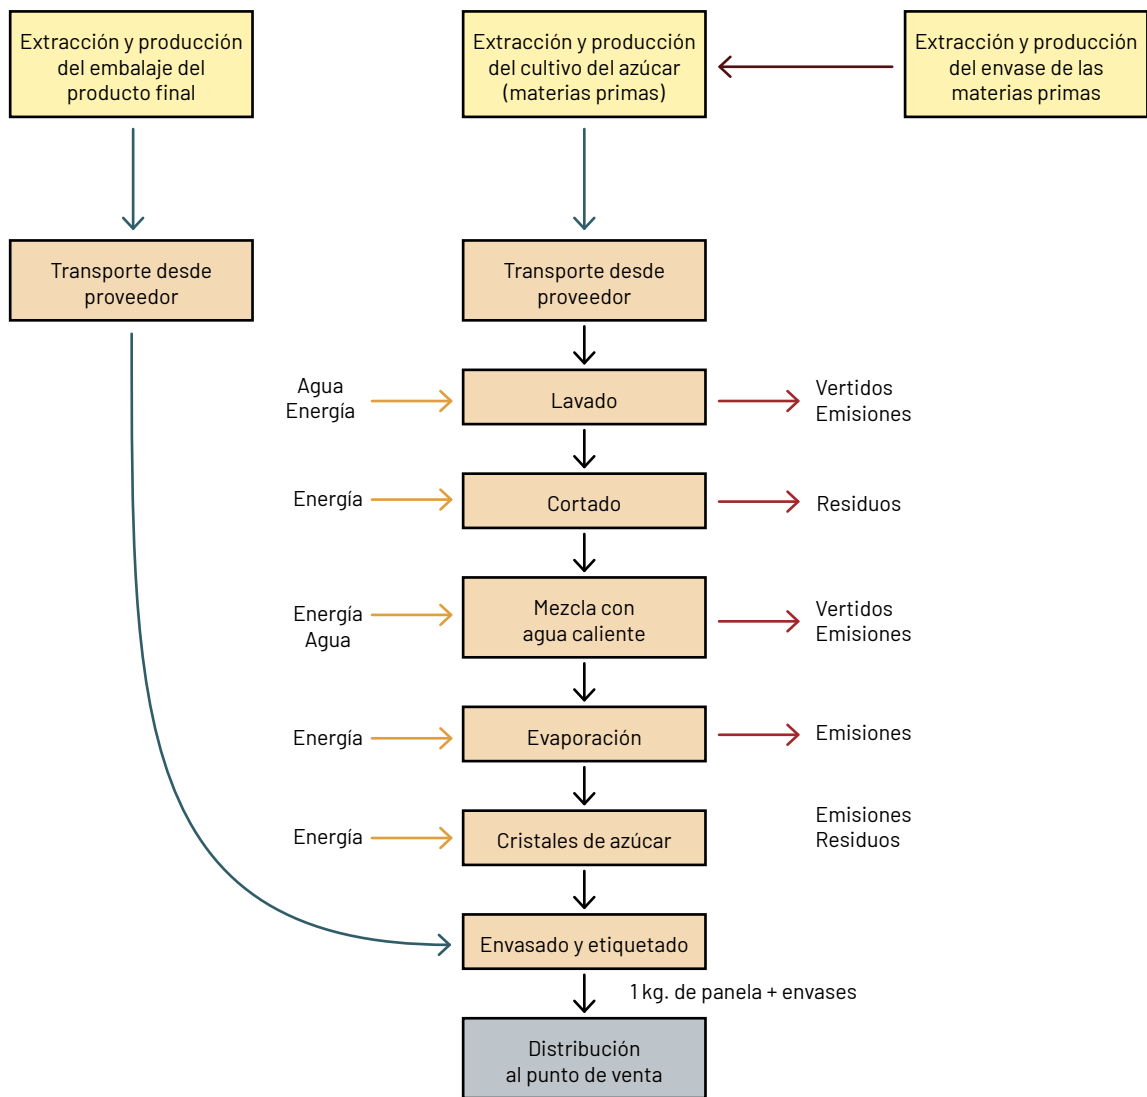 Extracción y producción
del embalaje del
producto final
Extracción y producción
del cultivo del azúcar
(materias primas)
Extracción y producción
del envase de las
materias primas
Transporte desde
proveedor
Transporte desde
proveedor
Agua
Energía
Lavado
Vertidos
Emisiones
Energía
Cortado
Residuos
Energía
Agua
Mezcla con
agua caliente
Vertidos
Emisiones
Energía
Evaporación
Emisiones
Energía
Cristales de azúcar
Emisiones
Residuos
Envasado y etiquetado
1 kg. de panela + envases
Distribución
al punto de venta